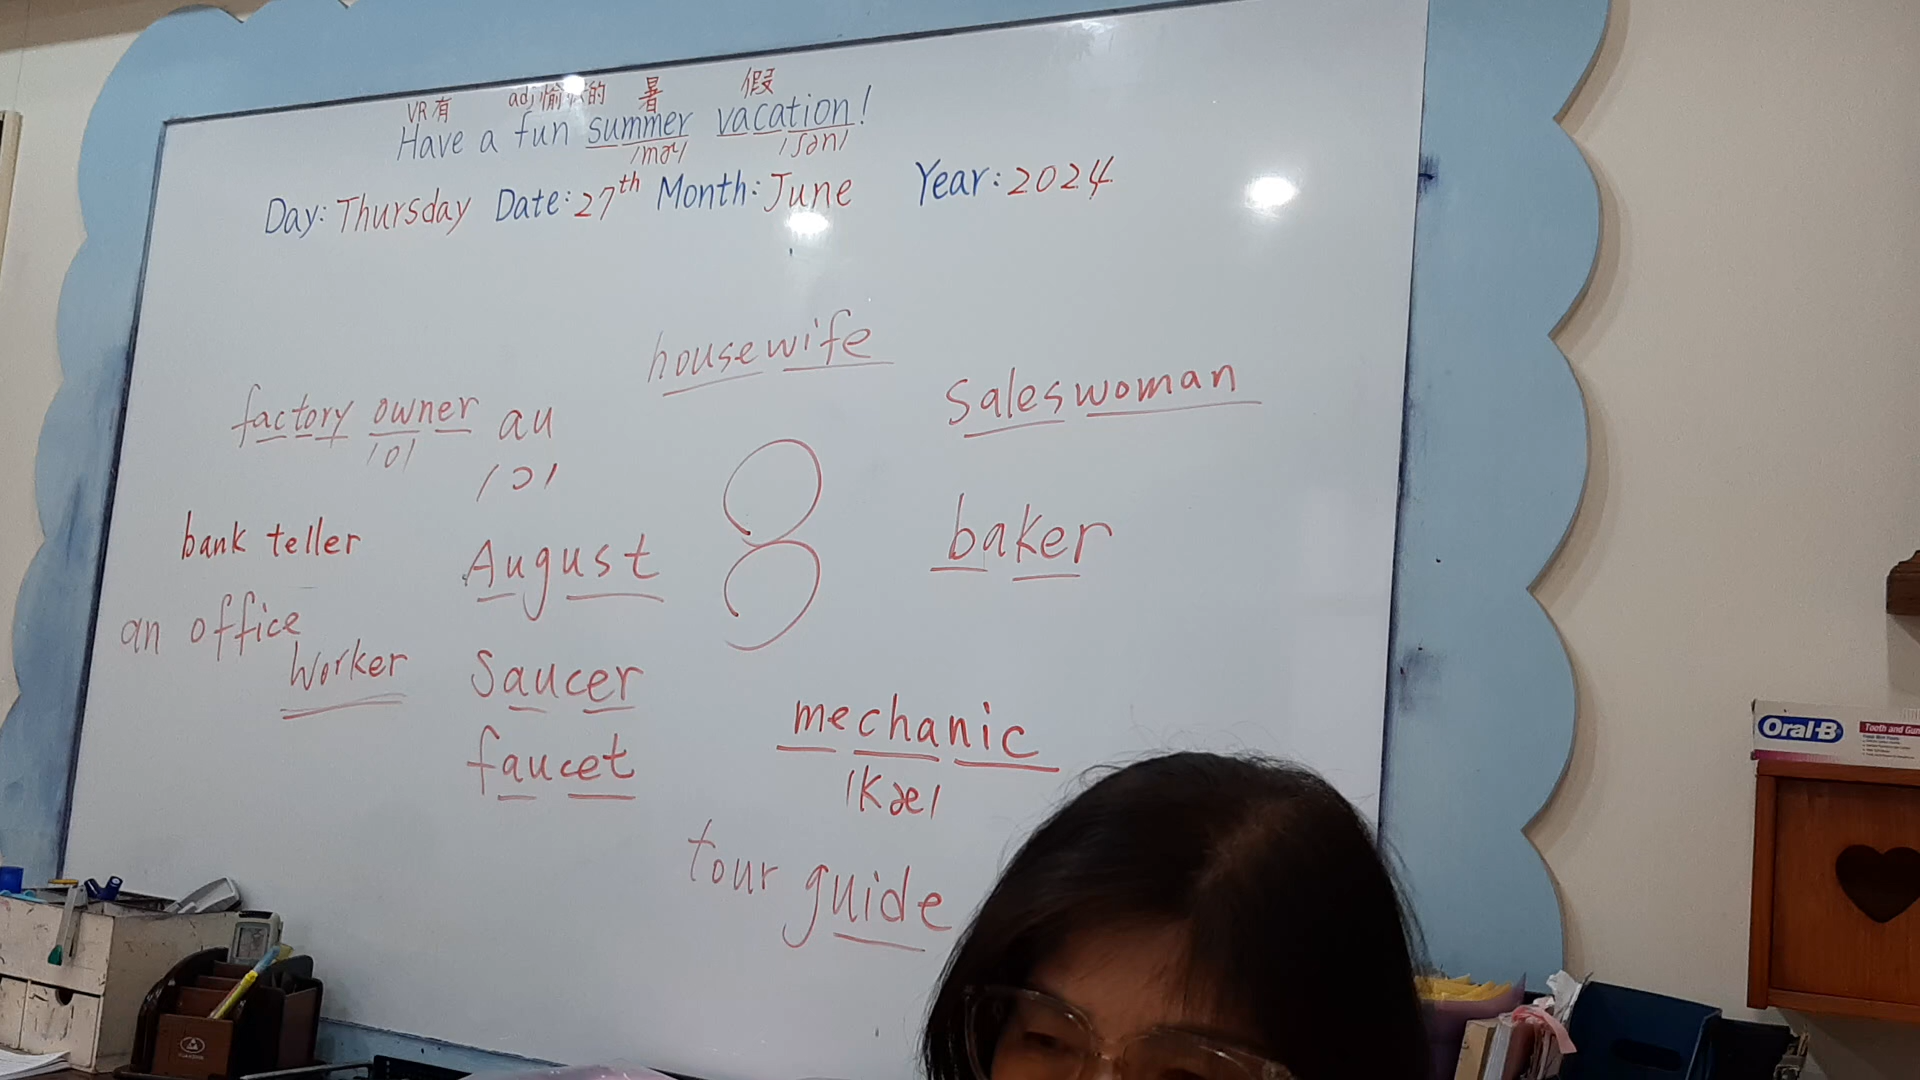 VR有 adj愉快的 暑 假
Have a fun summer vacation!
/mɚ/ /ʃən/
Day: Thursday Date: 27th Month: June Year: 2024
housewife
saleswoman
factory owner
/o/
au
/ɔ/
8
bank teller
August
baker
an office
worker
saucer
faucet
mechanic
/kæ/
tour guide
Oral-B
Tooth and Gum